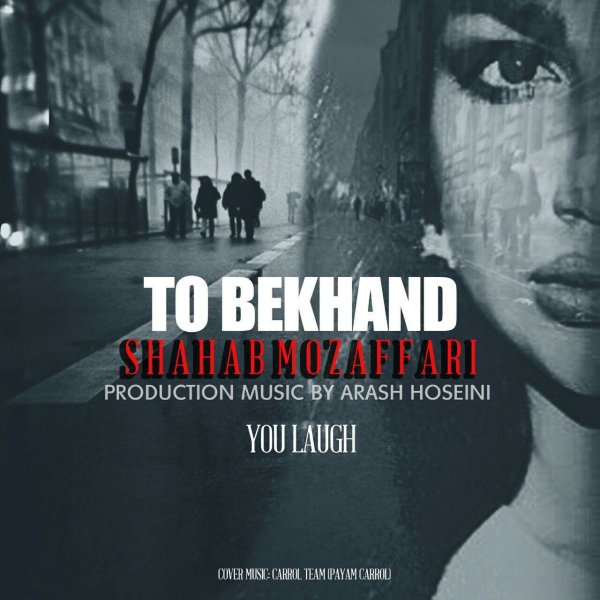 TO BEKHAND
SHAHAB MOZAFFARI
PRODUCTION MUSIC BY ARASH HOSEINI
YOU LAUGH
COVER MUSIC: CARROL TEAM (PAYAM CARROL)